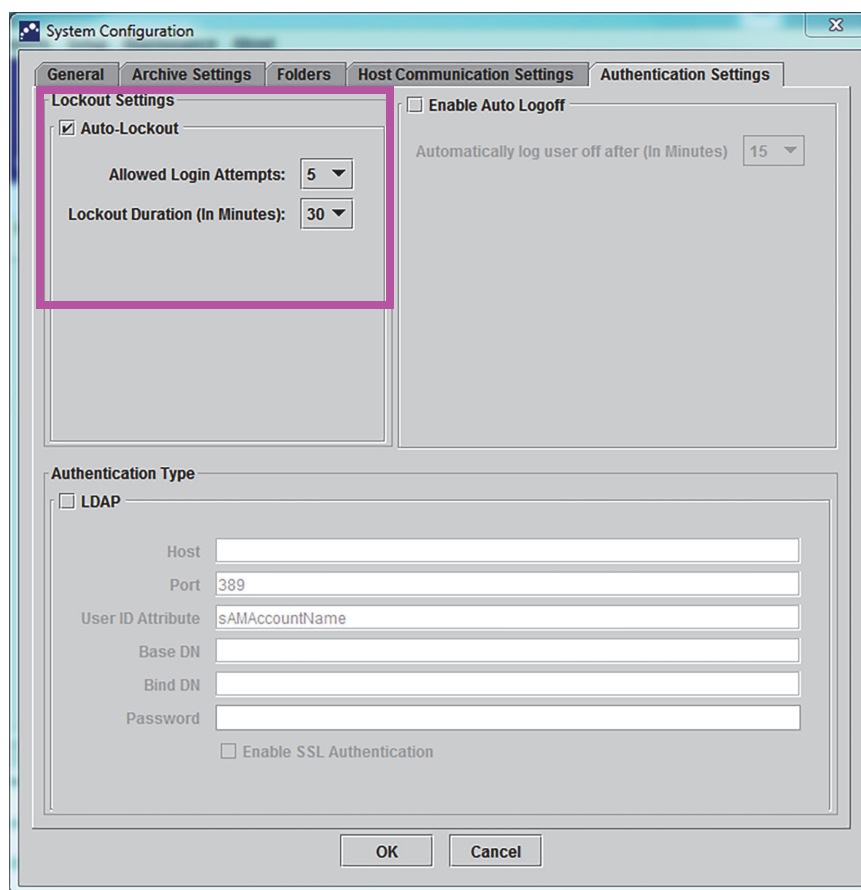 System Configuration
General Archive Settings Folders Host Communication Settings Authentication Settings
Lockout Settings
Auto-Lockout
Allowed Login Attempts: 5
Lockout Duration (In Minutes): 30
Enable Auto Logoff
Automatically log user off after (In Minutes) 15
Authentication Type
LDAP
Host
Port 389
User ID Attribute sAMAccountName
Base DN
Bind DN
Password
Enable SSL Authentication
OK Cancel